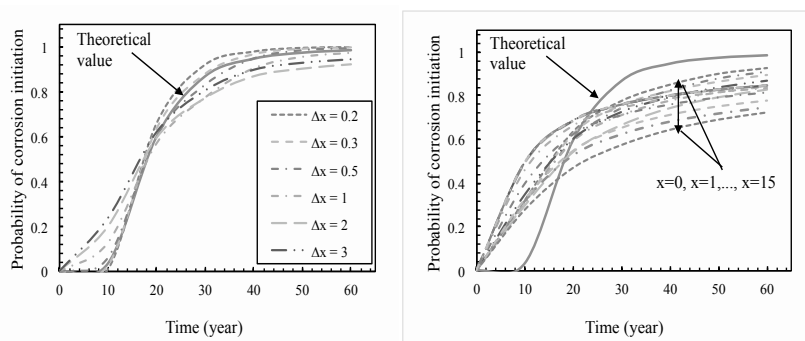 Probability of corrosion initiation
1
0.8
0.6
0.4
0.2
0
Theoretical
value
Δx = 0.2
Δx = 0.3
Δx = 0.5
Δx = 1
Δx = 2
Δx = 3
0 10 20 30 40 50 60
Time (year)
Probability of corrosion initiation
1
0.8
0.6
0.4
0.2
0
Theoretical
value
x=0, x=1,..., x=15
0 10 20 30 40 50 60
Time (year)